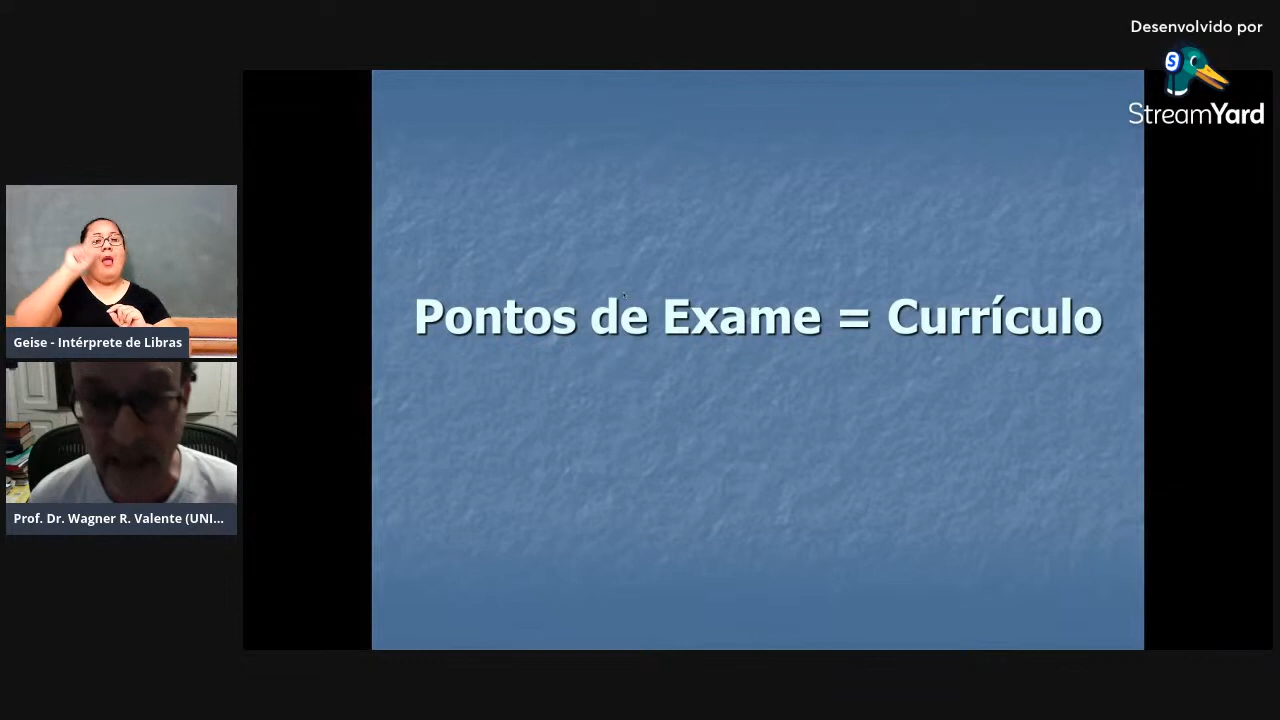 Desenvolvido por
StreamYard
Pontos de Exame = Currículo
Geise - Intérprete de Libras
Prof. Dr. Wagner R. Valente (UNI...